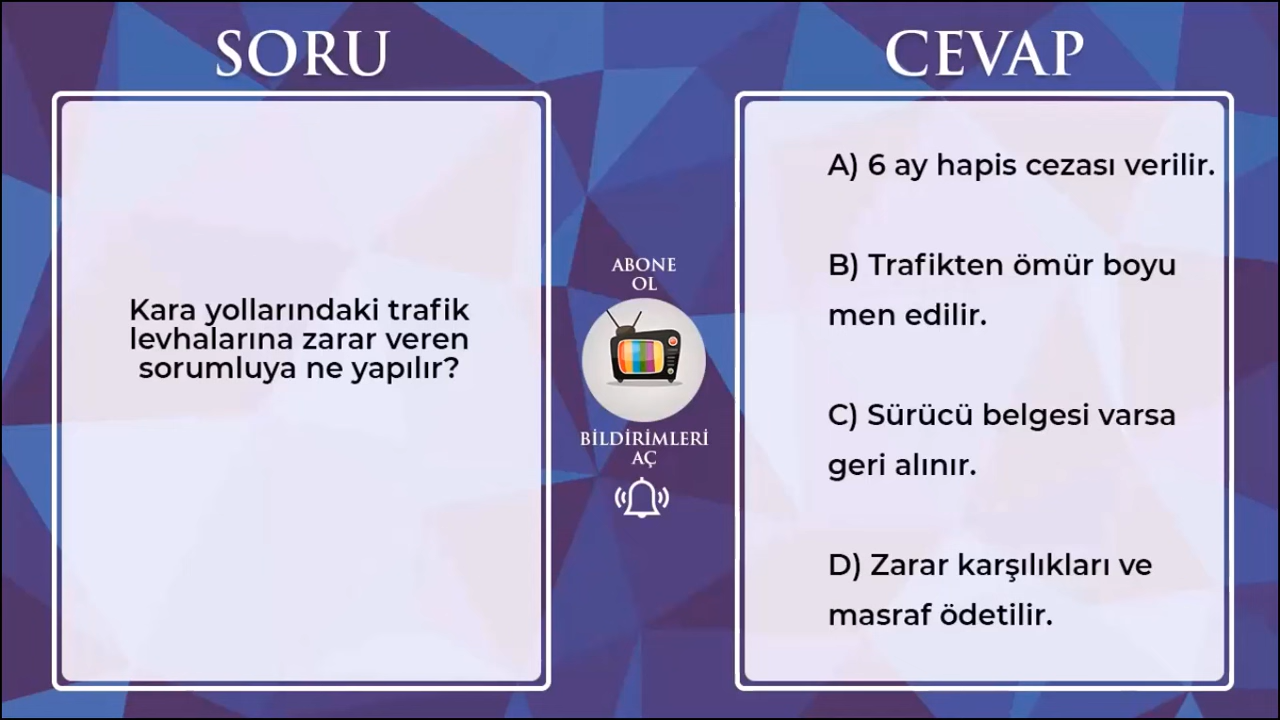 SORU
Kara yollarındaki trafik
levhalarına zarar veren
sorumluya ne yapılır?
ABONE
OL
BİLDİRİMLERİ
AÇ
CEVAP
A) 6 ay hapis cezası verilir.
B) Trafikten ömür boyu
men edilir.
C) Sürücü belgesi varsa
geri alınır.
D) Zarar karşılıkları ve
masraf ödetilir.